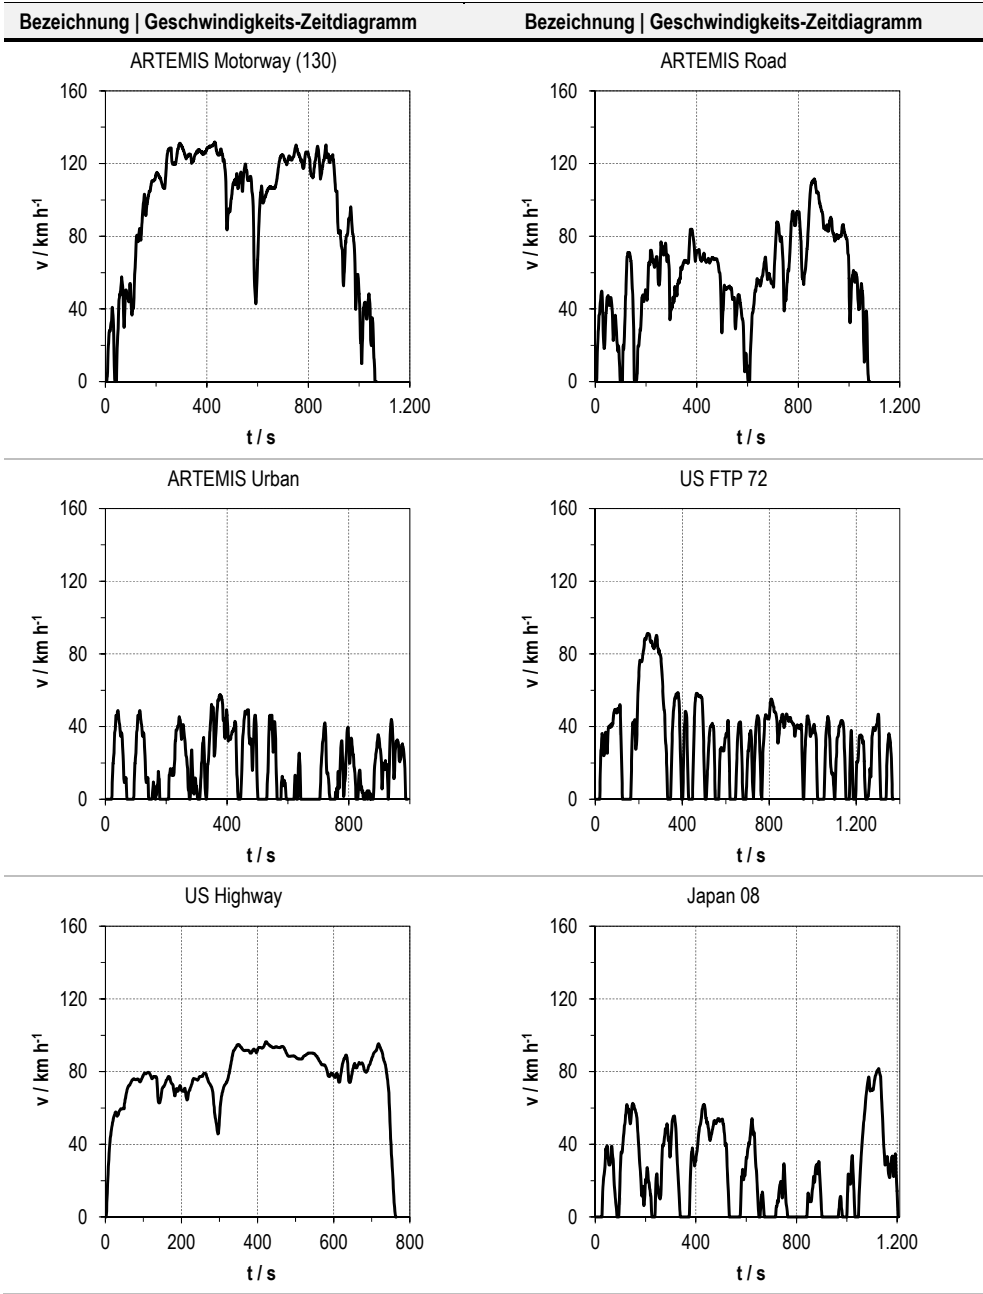 Bezeichnung | Geschwindigkeits-Zeitdiagramm
Bezeichnung | Geschwindigkeits-Zeitdiagramm
ARTEMIS Motorway (130)
160
120
80
40
0
v / km h-1
0 400 800 1.200
t / s
ARTEMIS Road
160
120
80
40
0
v / km h-1
0 400 800 1.200
t / s
ARTEMIS Urban
160
120
80
40
0
v / km h-1
0 400 800
t / s
US FTP 72
160
120
80
40
0
v / km h-1
0 400 800 1.200
t / s
US Highway
160
120
80
40
0
v / km h-1
0 200 400 600 800
t / s
Japan 08
160
120
80
40
0
v / km h-1
0 400 800 1.200
t / s